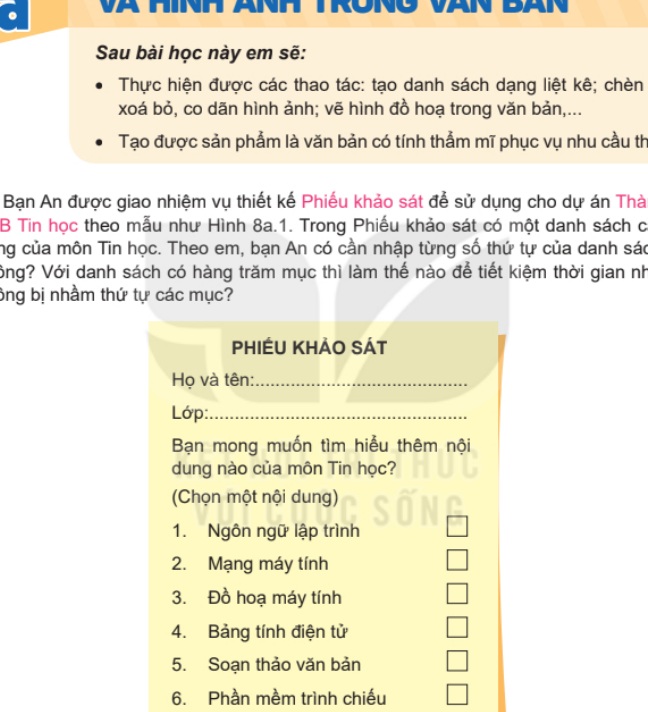 VÀ HÌNH ẢNH TRONG VĂN BẢN
Sau bài học này em sẽ:
• Thực hiện được các thao tác: tạo danh sách dạng liệt kê; chèn
xoá bỏ, co dãn hình ảnh; vẽ hình đồ hoạ trong văn bản,...
• Tạo được sản phẩm là văn bản có tính thẩm mĩ phục vụ nhu cầu th
Bạn An được giao nhiệm vụ thiết kế Phiếu khảo sát để sử dụng cho dự án Thà
B Tin học theo mẫu như Hình 8a.1. Trong Phiếu khảo sát có một danh sách c
ng của môn Tin học. Theo em, bạn An có cần nhập từng số thứ tự của danh sác
ông? Với danh sách có hàng trăm mục thì làm thế nào để tiết kiệm thời gian nh
ông bị nhầm thứ tự các mục?
PHIẾU KHẢO SÁT
Họ và tên:
Lớp:
Bạn mong muốn tìm hiểu thêm nội
dung nào của môn Tin học?
(Chọn một nội dung)
1. Ngôn ngữ lập trình
2. Mạng máy tính
3. Đồ hoạ máy tính
4. Bảng tính điện tử
5. Soạn thảo văn bản
6. Phần mềm trình chiếu
KẾT NỐI TRI THỨC
VỚI CUỘC SỐNG